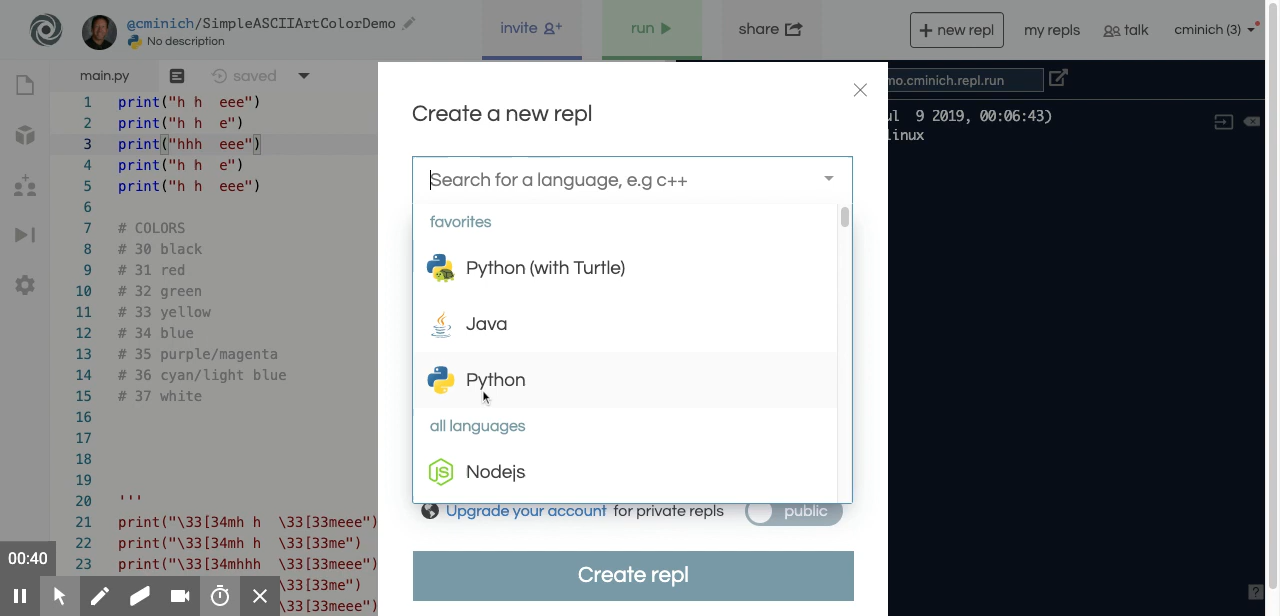 @cminich/SimpleASCIIArtColorDemo
No description
invite
run
share
+ new repl
my repls
talk
cminich (3)
main.py
saved
mo.cminich.repl.run
1 print("h h  eee")
2 print("h h  e")
3 print("hhh  eee")
4 print("h h  e")
5 print("h h  eee")
6
7 # COLORS
8 # 30 black
9 # 31 red
10 # 32 green
11 # 33 yellow
12 # 34 blue
13 # 35 purple/magenta
14 # 36 cyan/light blue
15 # 37 white
16
17
18
19
20 '''
21 print("\33[34mh h  \33[33meee")
22 print("\33[34mh h  \33[33me")
23 print("\33[34mhhh  \33[33meee")
\33[33me")
\33[33meee")
Create a new repl
Search for a language, e.g c++
favorites
Python (with Turtle)
Java
Python
all languages
JS Nodejs
Upgrade your account for private repls
public
Create repl
9 2019, 00:06:43)
inux
00:40
?